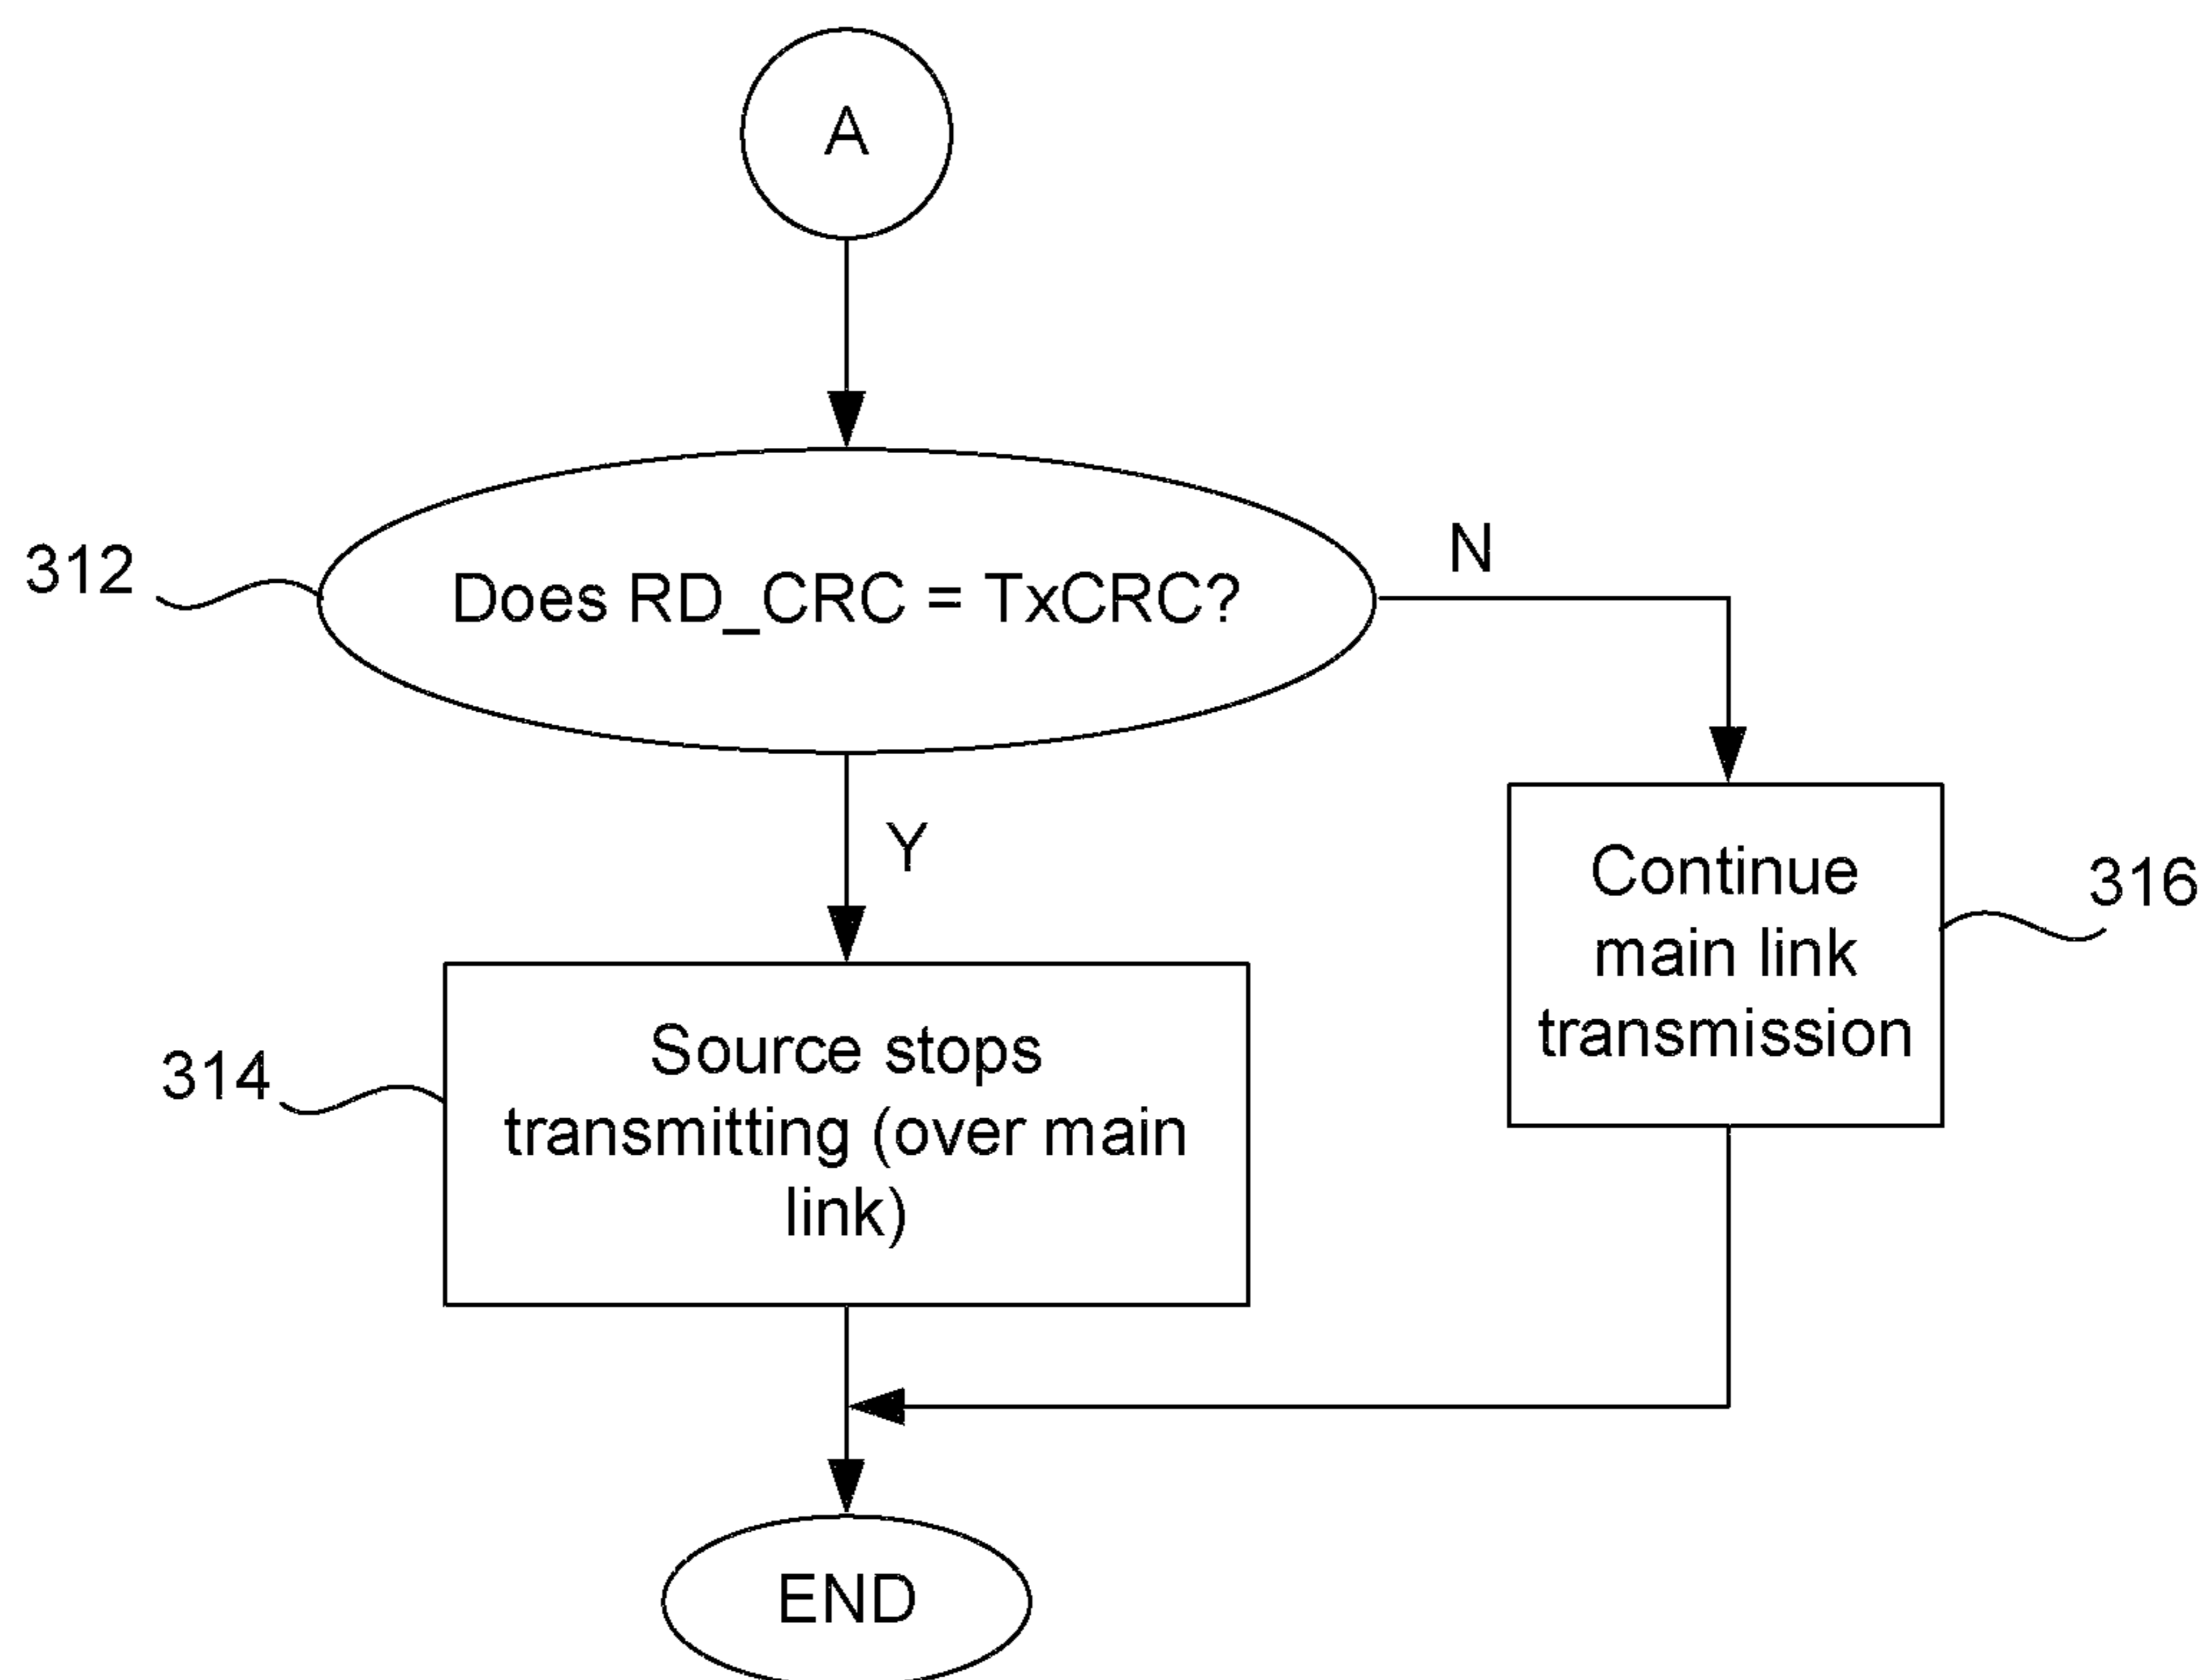 A
312
Does RD_CRC = TxCRC?
N
Y
Continue
main link
transmission
316
314
Source stops
transmitting (over main
link)
END